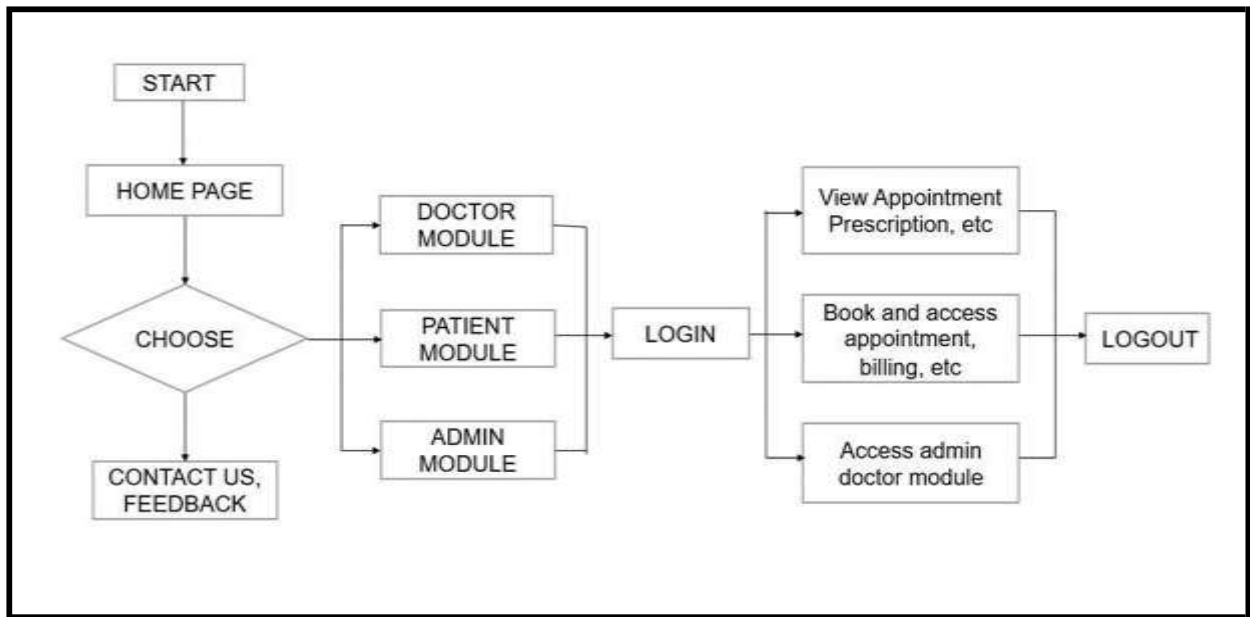 START
HOME PAGE
CHOOSE
CONTACT US,
FEEDBACK
DOCTOR
MODULE
PATIENT
MODULE
ADMIN
MODULE
LOGIN
View Appointment
Prescription, etc
Book and access
appointment,
billing, etc
Access admin
doctor module
LOGOUT